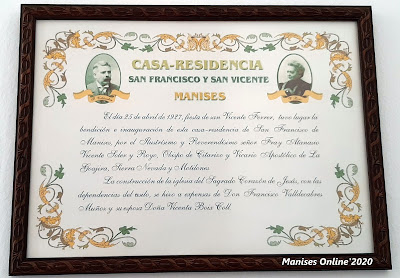 CASA-RESIDENCIA
SAN FRANCISCO Y SAN VICENTE
MANISES
El día 25 de abril de 1927, fiesta de san Vicente Ferrer, tuvo lugar la
bendición e inauguración de esta casa-residencia de San Francisco de
Manises, por el Ilustrísimo y Reverendísimo señor Fray Atanasio
Vicente Soler y Royo, Obispo de Citarizo y Vicario Apostólico de La
Goajira, Sierra Nevada y Motilones.
La construcción de la iglesia del Sagrado Corazón de Jesús, con las
dependencias del resto, se hizo a expensas de Don Francisco Valldecabres
Muñoz y su esposa Doña Vicenta Boix Coll.
Manises Online'2020